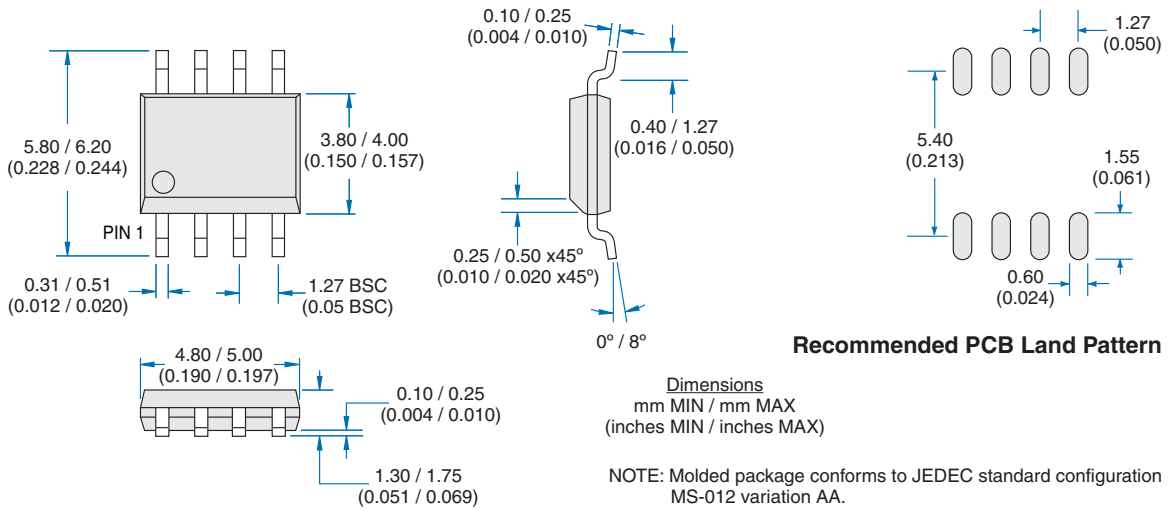 0.10 / 0.25
(0.004 / 0.010)
1.27
(0.050)
5.80 / 6.20
(0.228 / 0.244)
3.80 / 4.00
(0.150 / 0.157)
0.40 / 1.27
(0.016 / 0.050)
5.40
(0.213)
1.55
(0.061)
PIN 1
0.31 / 0.51
(0.012 / 0.020)
1.27 BSC
(0.05 BSC)
0.25 / 0.50 x45º
(0.010 / 0.020 x45º)
0.60
(0.024)
0º / 8º
Recommended PCB Land Pattern
4.80 / 5.00
(0.190 / 0.197)
0.10 / 0.25
(0.004 / 0.010)
1.30 / 1.75
(0.051 / 0.069)
Dimensions
mm MIN / mm MAX
(inches MIN / inches MAX)
NOTE: Molded package conforms to JEDEC standard configuration
MS-012 variation AA.